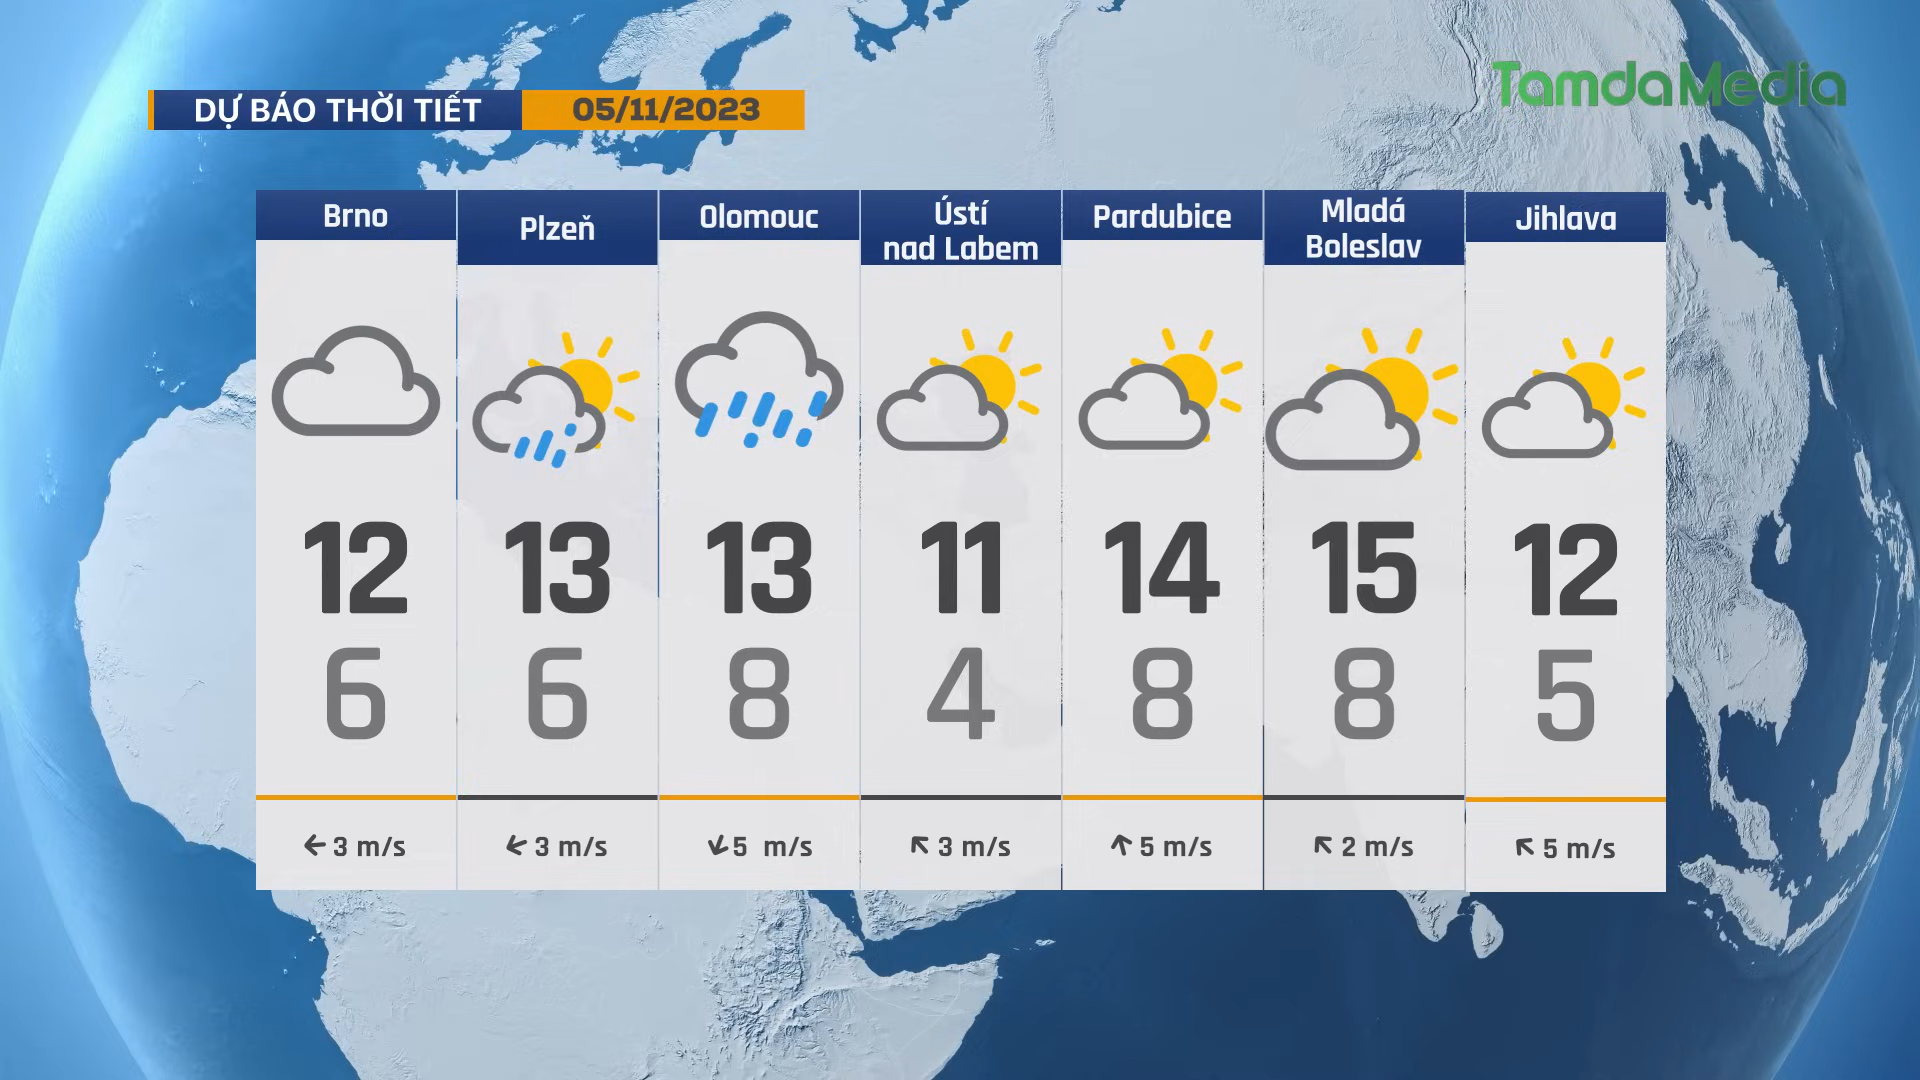 TamdaMedia
DỰ BÁO THỜI TIẾT 05/11/2023
Brno
12
6
3 m/s
Plzeň
13
6
3 m/s
Olomouc
13
8
5 m/s
Ústí
nad Labem
11
4
3 m/s
Pardubice
14
8
5 m/s
Mladá
Boleslav
15
8
2 m/s
Jihlava
12
5
5 m/s